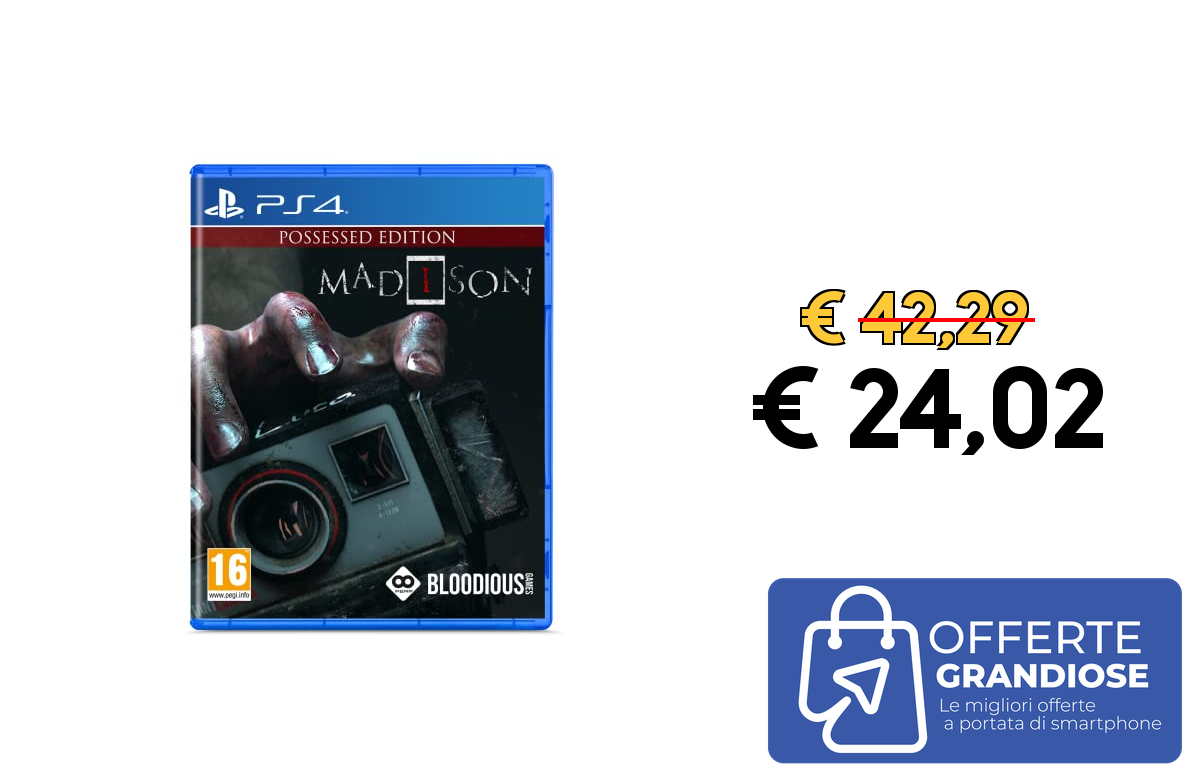 PS4
POSSESSED EDITION
MADISON
16
www.pegi.info
PERP
BLOODIOUS GAMES
€ 42,29
€ 24,02
OFFERTE
GRANDIOSE
Le migliori offerte
a portata di smartphone